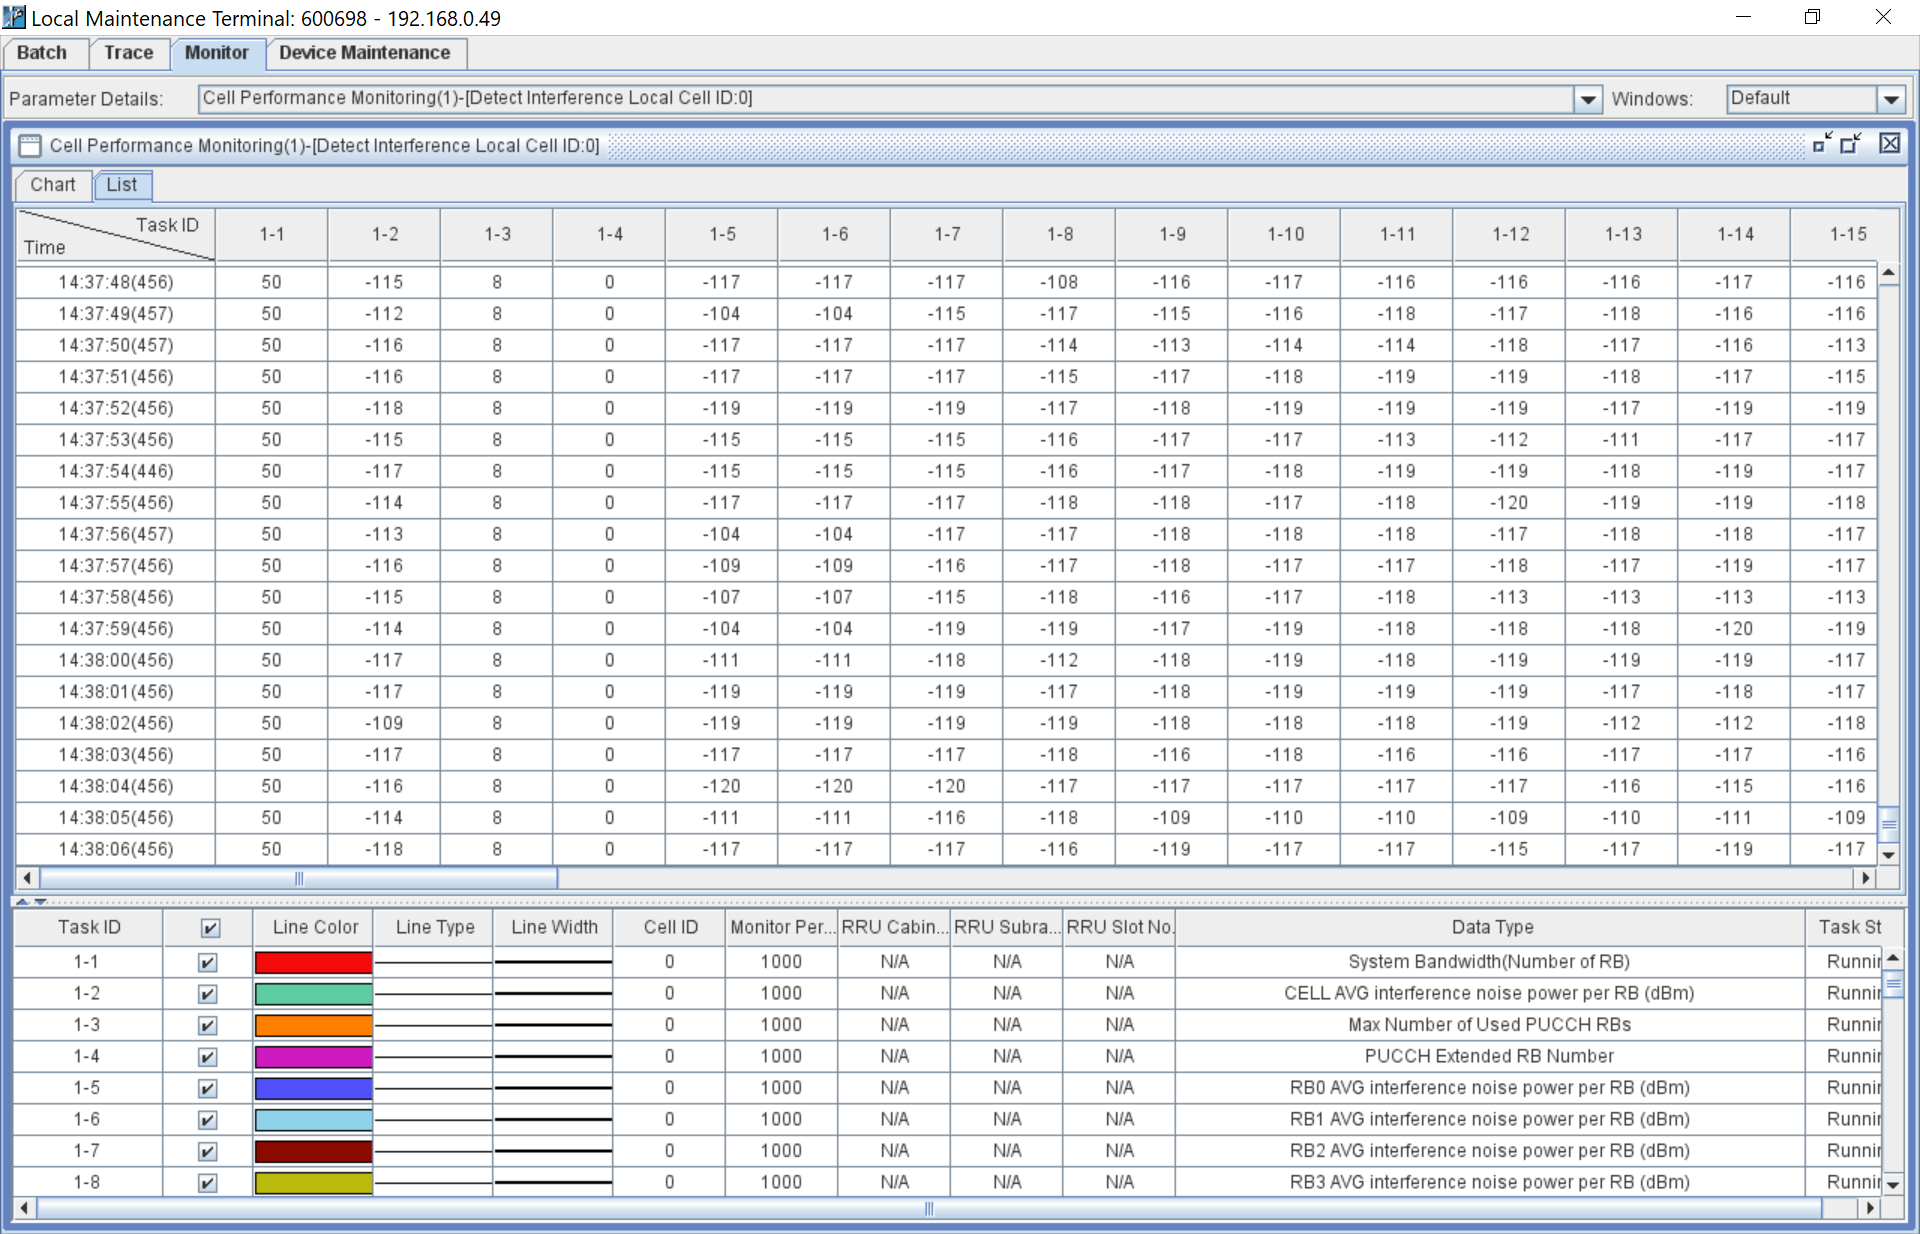 Local Maintenance Terminal: 600698 - 192.168.0.49
Batch Trace Monitor Device Maintenance
Parameter Details: Cell Performance Monitoring(1)-[Detect Interference Local Cell ID:0] Windows: Default
Cell Performance Monitoring(1)-[Detect Interference Local Cell ID:0]
Chart List
Task ID Time 1-1 1-2 1-3 1-4 1-5 1-6 1-7 1-8 1-9 1-10 1-11 1-12 1-13 1-14 1-15
14:37:48(456) 50 -115 8 0 -117 -117 -117 -108 -116 -117 -116 -116 -116 -117 -116
14:37:49(457) 50 -112 8 0 -104 -104 -115 -117 -115 -116 -118 -117 -118 -116 -116
14:37:50(457) 50 -116 8 0 -117 -117 -117 -114 -113 -114 -114 -118 -117 -116 -113
14:37:51(456) 50 -116 8 0 -117 -117 -117 -115 -117 -118 -119 -119 -118 -117 -115
14:37:52(456) 50 -118 8 0 -119 -119 -119 -117 -118 -119 -119 -119 -117 -119 -119
14:37:53(456) 50 -115 8 0 -115 -115 -115 -116 -117 -117 -113 -112 -111 -117 -117
14:37:54(446) 50 -117 8 0 -115 -115 -115 -116 -117 -118 -119 -119 -118 -119 -117
14:37:55(456) 50 -114 8 0 -117 -117 -117 -118 -118 -117 -118 -120 -119 -119 -118
14:37:56(457) 50 -113 8 0 -104 -104 -117 -117 -118 -118 -118 -117 -118 -118 -117
14:37:57(456) 50 -116 8 0 -109 -109 -116 -117 -118 -117 -117 -118 -117 -119 -117
14:37:58(456) 50 -115 8 0 -107 -107 -115 -118 -116 -117 -118 -113 -113 -113 -113
14:37:59(456) 50 -114 8 0 -104 -104 -119 -119 -117 -119 -118 -118 -118 -120 -119
14:38:00(456) 50 -117 8 0 -111 -111 -118 -112 -118 -119 -118 -119 -119 -119 -117
14:38:01(456) 50 -117 8 0 -119 -119 -119 -117 -118 -119 -119 -119 -117 -118 -117
14:38:02(456) 50 -109 8 0 -119 -119 -119 -119 -118 -118 -118 -119 -112 -112 -118
14:38:03(456) 50 -117 8 0 -117 -117 -117 -118 -116 -118 -116 -116 -117 -117 -116
14:38:04(456) 50 -116 8 0 -120 -120 -120 -117 -117 -117 -117 -117 -116 -115 -116
14:38:05(456) 50 -114 8 0 -111 -111 -116 -118 -109 -110 -110 -109 -110 -111 -109
14:38:06(456) 50 -118 8 0 -117 -117 -117 -116 -119 -117 -117 -115 -117 -119 -117
Task ID Line Color Line Type Line Width Cell ID Monitor Per... RRU Cabin... RRU Subra... RRU Slot No. Data Type Task St
1-1 0 1000 N/A N/A N/A System Bandwidth(Number of RB) Runnin
1-2 0 1000 N/A N/A N/A CELL AVG interference noise power per RB (dBm) Runnin
1-3 0 1000 N/A N/A N/A Max Number of Used PUCCH RBs Runnin
1-4 0 1000 N/A N/A N/A PUCCH Extended RB Number Runnin
1-5 0 1000 N/A N/A N/A RB0 AVG interference noise power per RB (dBm) Runnin
1-6 0 1000 N/A N/A N/A RB1 AVG interference noise power per RB (dBm) Runnin
1-7 0 1000 N/A N/A N/A RB2 AVG interference noise power per RB (dBm) Runnin
1-8 0 1000 N/A N/A N/A RB3 AVG interference noise power per RB (dBm) Runnin